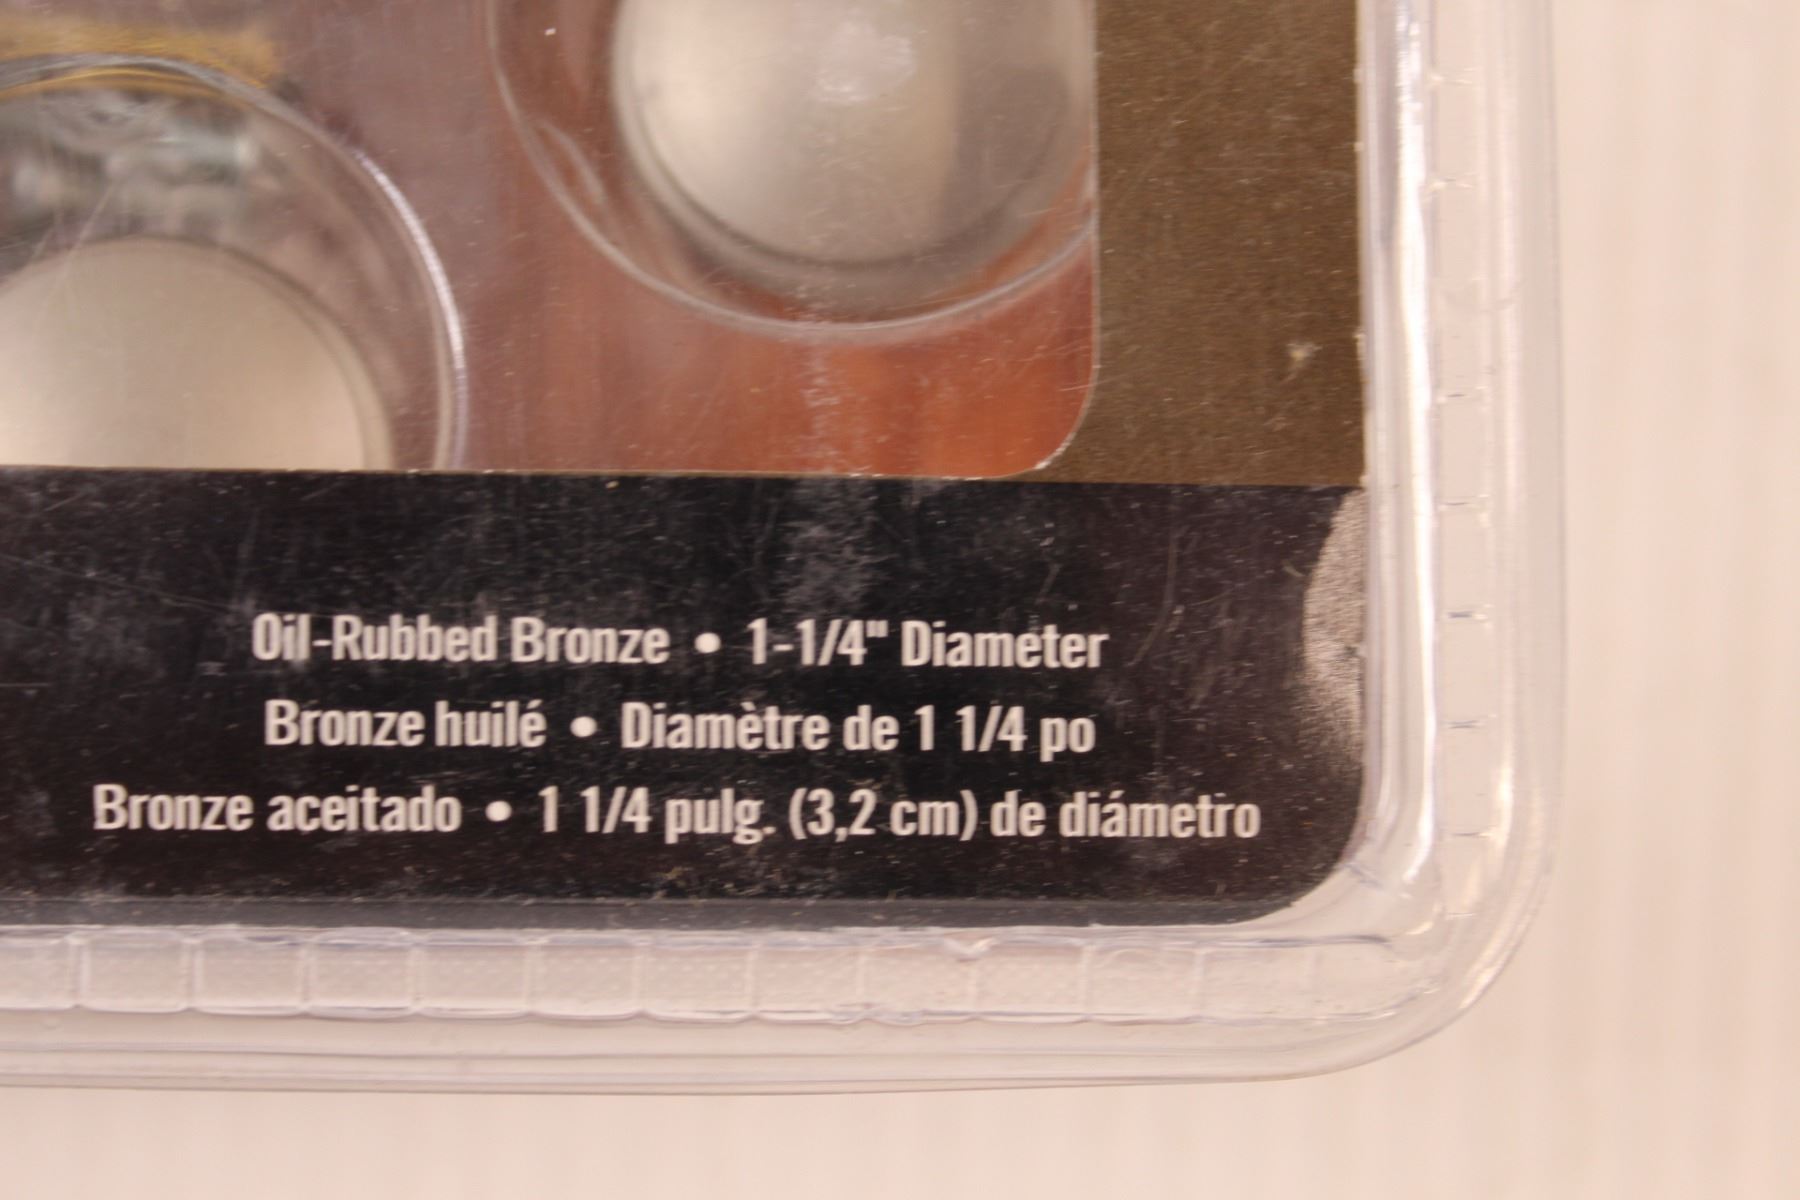 Oil-Rubbed Bronze • 1-1/4" Diameter
Bronze huilé • Diamètre de 1 1/4 po
Bronze aceitado • 1 1/4 pulg. (3,2 cm) de diámetro